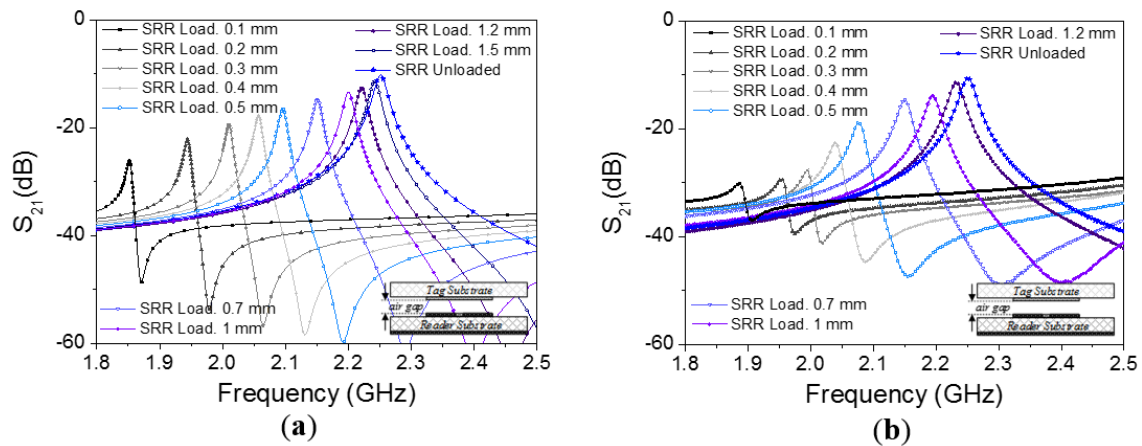 (a)
S21(dB)
0
-20
-40
-60
SRR Load. 0.1 mm
SRR Load. 0.2 mm
SRR Load. 0.3 mm
SRR Load. 0.4 mm
SRR Load. 0.5 mm
SRR Load. 1.2 mm
SRR Load. 1.5 mm
SRR Unloaded
SRR Load. 0.7 mm
SRR Load. 1 mm
Tag Substrate
air gap
Reader Substrate
1.8 1.9 2.0 2.1 2.2 2.3 2.4 2.5
Frequency (GHz)
(b)
S21(dB)
0
-20
-40
-60
SRR Load. 0.1 mm
SRR Load. 0.2 mm
SRR Load. 0.3 mm
SRR Load. 0.4 mm
SRR Load. 0.5 mm
SRR Load. 1.2 mm
SRR Unloaded
SRR Load. 0.7 mm
SRR Load. 1 mm
Tag Substrate
air gap
Reader Substrate
1.8 1.9 2.0 2.1 2.2 2.3 2.4 2.5
Frequency (GHz)